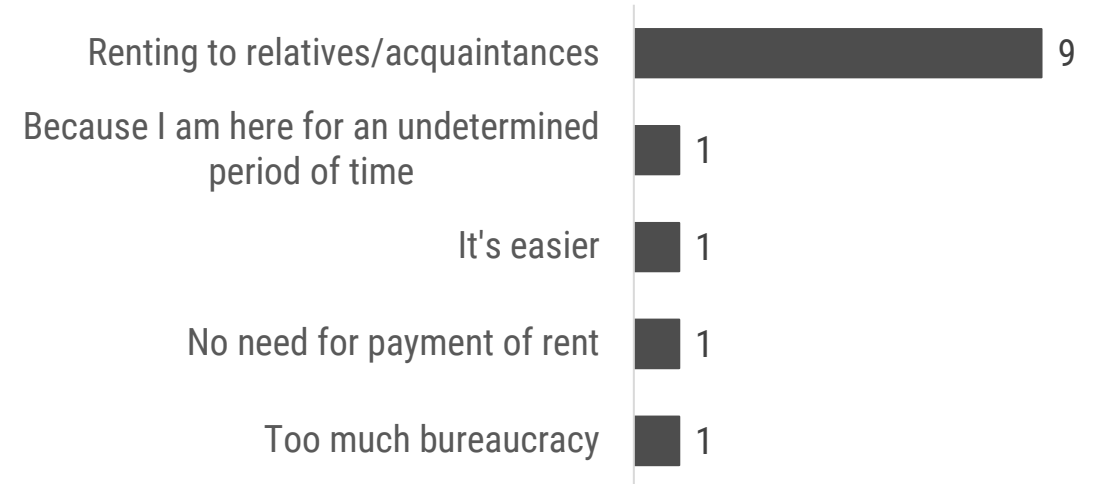 Renting to relatives/acquaintances 9
Because I am here for an undetermined
period of time 1
It's easier 1
No need for payment of rent 1
Too much bureaucracy 1